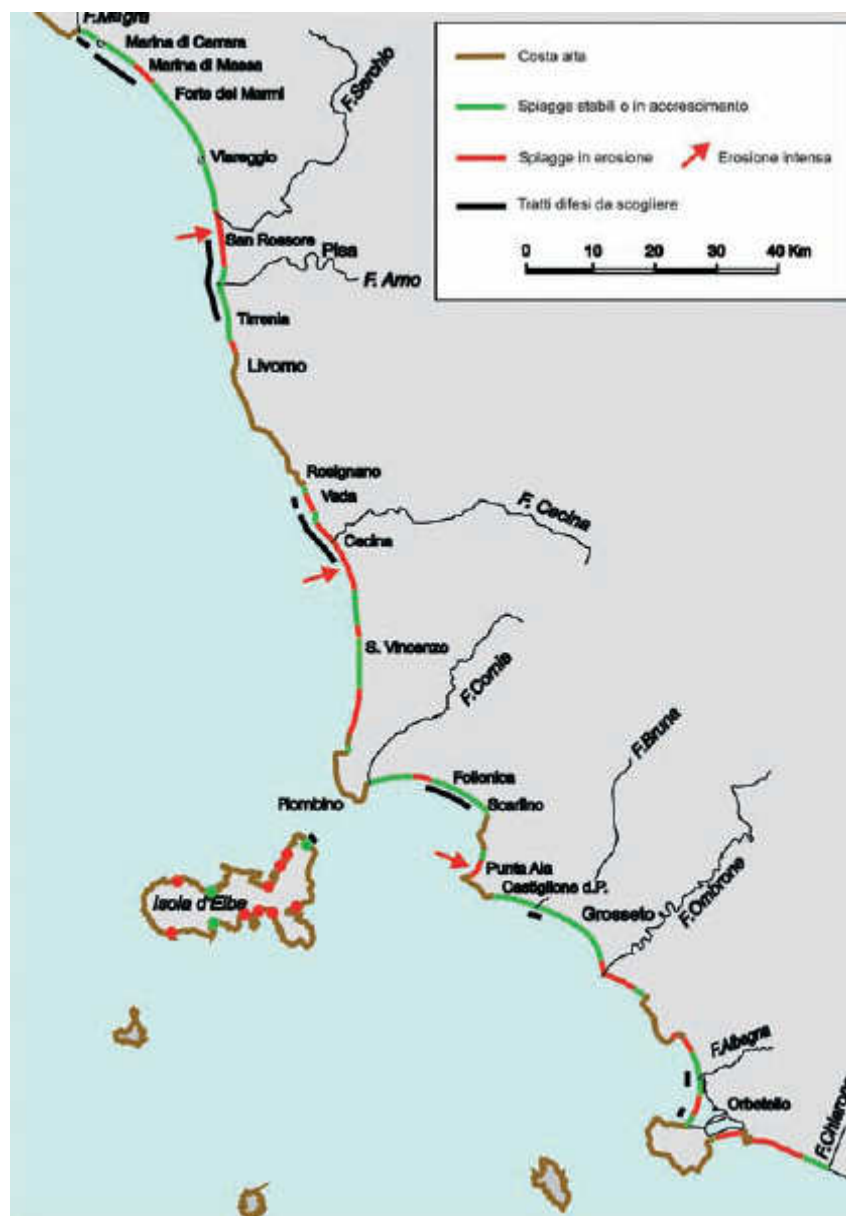 F.Magra
Marina di Carrara
Marina di Massa
Forte dei Marmi
F.Serchio
Viareggio
San Rossore
Pisa
F. Arno
Tirrenia
Livorno
Rosignano
Vada
F. Cecina
Cecina
S. Vincenzo
F.Cornia
Follonica
Scarlino
Piombino
F.Bruna
Punta Ala
Castiglione d.P.
Isola d'Elba
Grosseto
F.Ombrone
F.Albegna
Orbetello
F.Chiarone
Costa alta
Spiagge stabili o in accrescimento
Spiagge in erosione
Erosione intensa
Tratti difesi da scogliere
0 10 20 30 40 Km